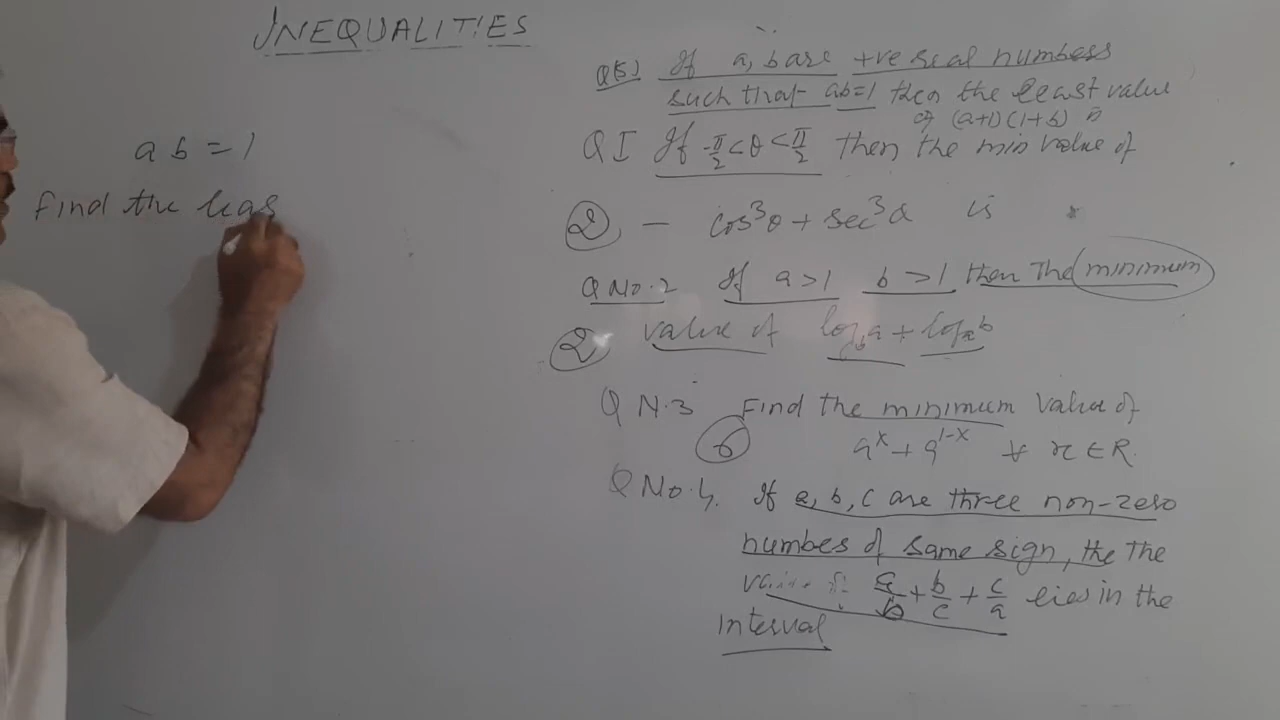 INEQUALITIES
ab=1
Find the leas
Q(5) If a, b are +ve real numbers
such that ab=1 then the least value
of (a+1)(1+b) is
Q I If -π/2<θ<π/2 then the min value of
② - cos³θ + sec³θ is
Q No.2 If a>1 b>1 then The minimum
② value of log_b a + log_a b
Q N.3 Find the minimum value of
⑥ 9^x + 9^(1-x) ∀ x ∈ R.
Q No.4. If a, b, c are three non-zero
numbes of same sign, the the
a/b + b/c + c/a lies in the
interval